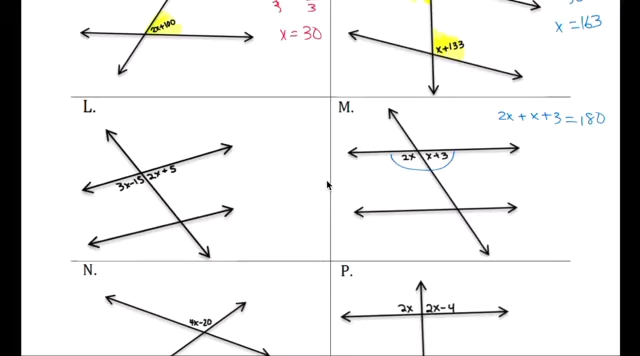 3
2x+100
x = 30
x+133
x = 163
L.
3x-15
2x+5
M.
2x
x+3
2x + x + 3 = 180
N.
4x-20
P.
2x
2x-4